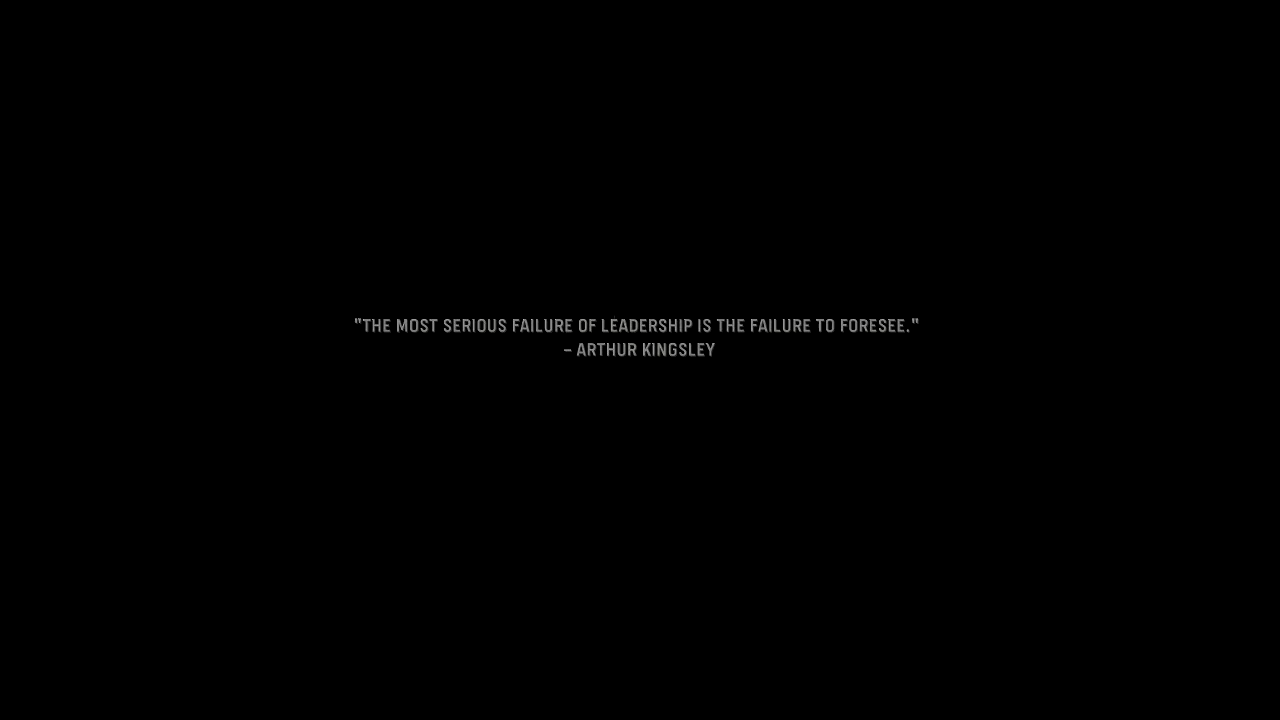 "THE MOST SERIOUS FAILURE OF LEADERSHIP IS THE FAILURE TO FORESEE."
– ARTHUR KINGSLEY